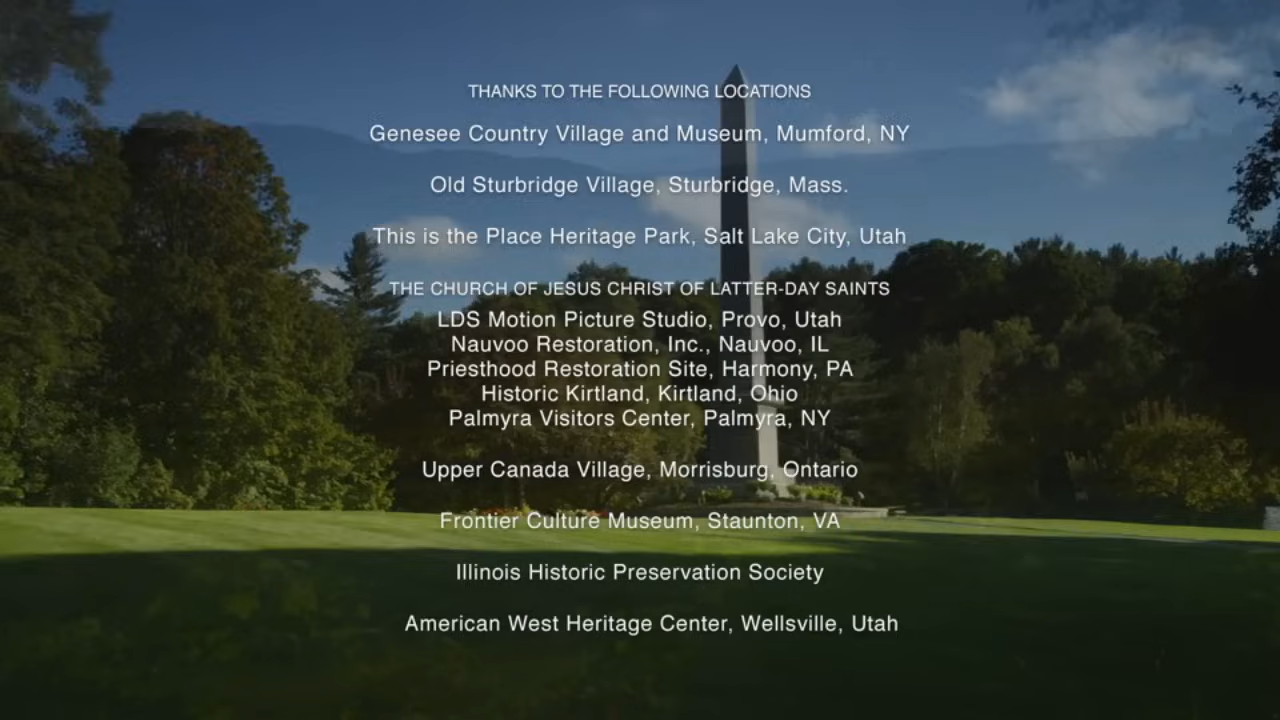 THANKS TO THE FOLLOWING LOCATIONS
Genesee Country Village and Museum, Mumford, NY
Old Sturbridge Village, Sturbridge, Mass.
This is the Place Heritage Park, Salt Lake City, Utah
THE CHURCH OF JESUS CHRIST OF LATTER-DAY SAINTS
LDS Motion Picture Studio, Provo, Utah
Nauvoo Restoration, Inc., Nauvoo, IL
Priesthood Restoration Site, Harmony, PA
Historic Kirtland, Kirtland, Ohio
Palmyra Visitors Center, Palmyra, NY
Upper Canada Village, Morrisburg, Ontario
Frontier Culture Museum, Staunton, VA
Illinois Historic Preservation Society
American West Heritage Center, Wellsville, Utah